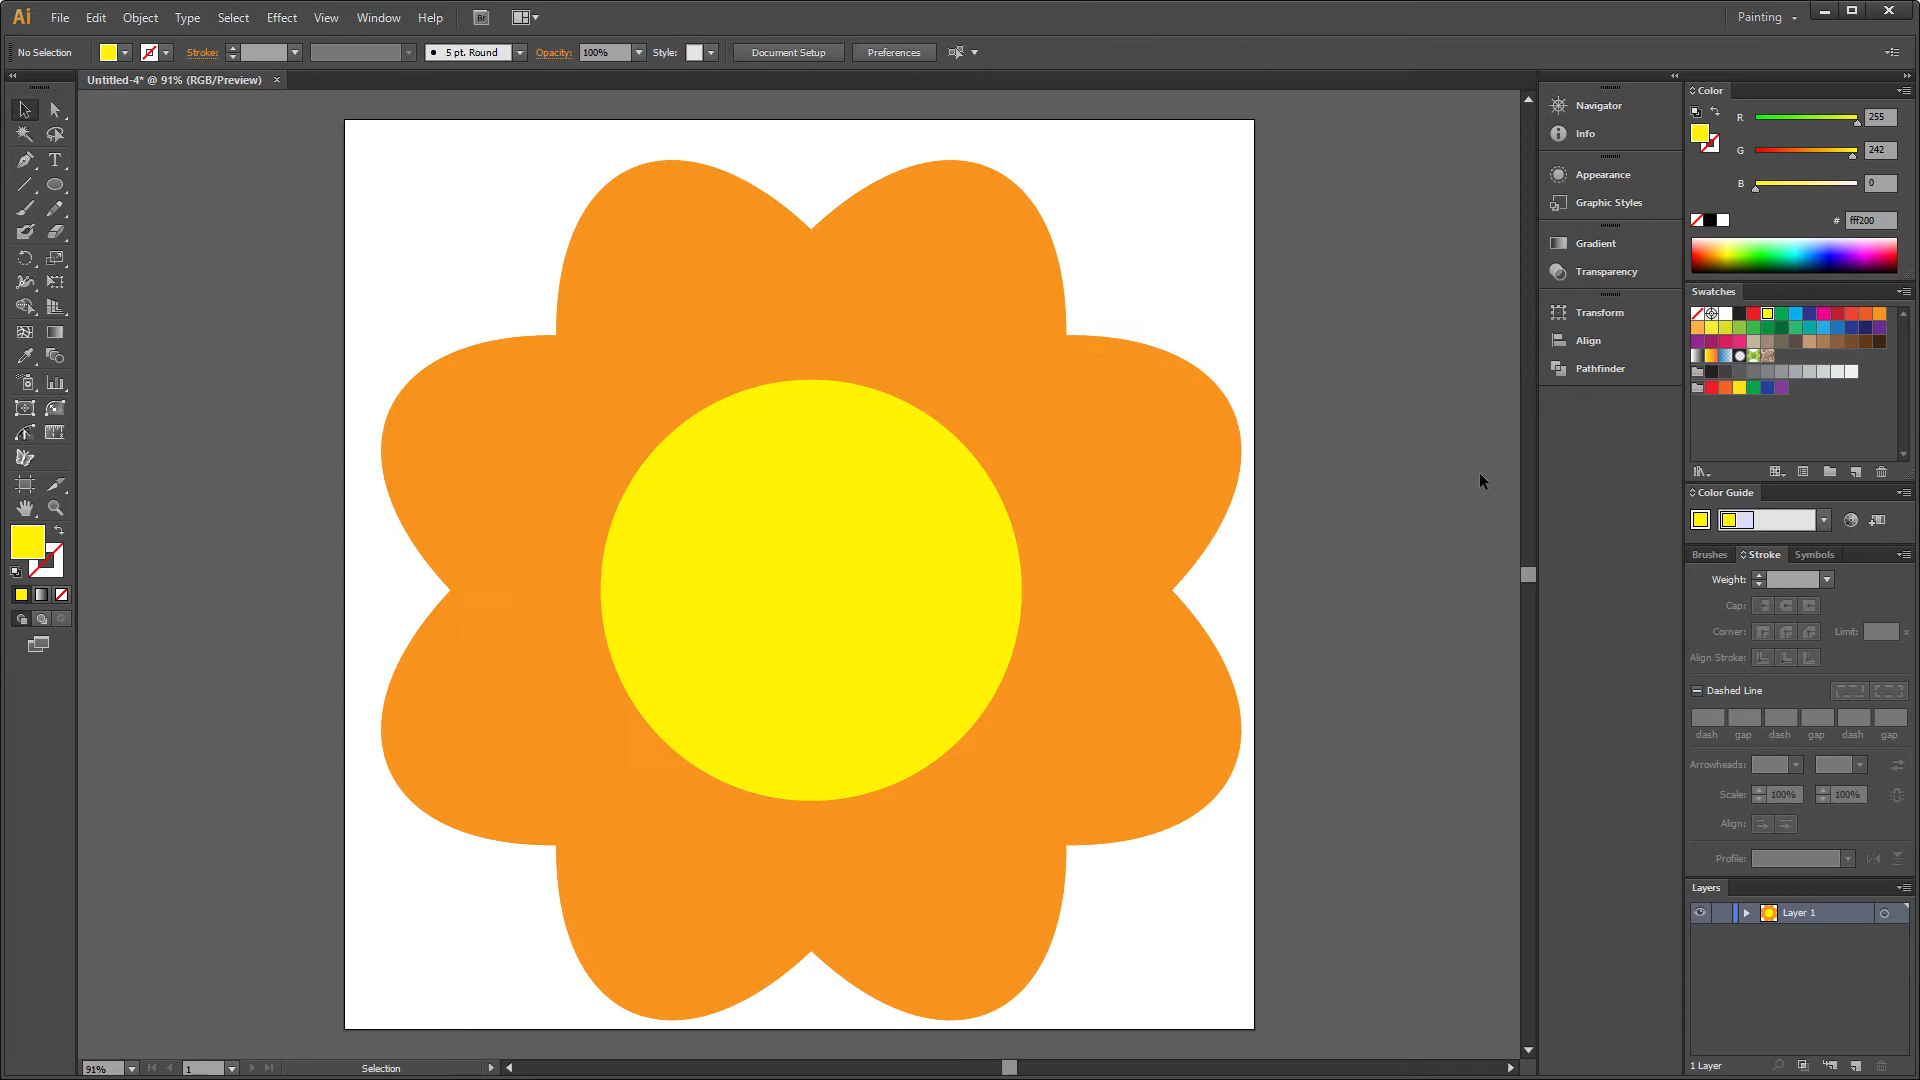 Ai File Edit Object Type Select Effect View Window Help Br Painting
No Selection Stroke: 5 pt. Round Opacity: 100% Style: Document Setup Preferences
Untitled-4* @ 91% (RGB/Preview) ×
Navigator
Info
Appearance
Graphic Styles
Gradient
Transparency
Transform
Align
Pathfinder
Color
R 255
G 242
B 0
# fff200
Swatches
Color Guide
Brushes Stroke Symbols
Weight:
Cap:
Corner: Limit: x
Align Stroke:
Dashed Line
dash gap dash gap dash gap
Arrowheads:
Scale: 100% 100%
Align:
Profile:
Layers
Layer 1
1 Layer
91% 1 Selection